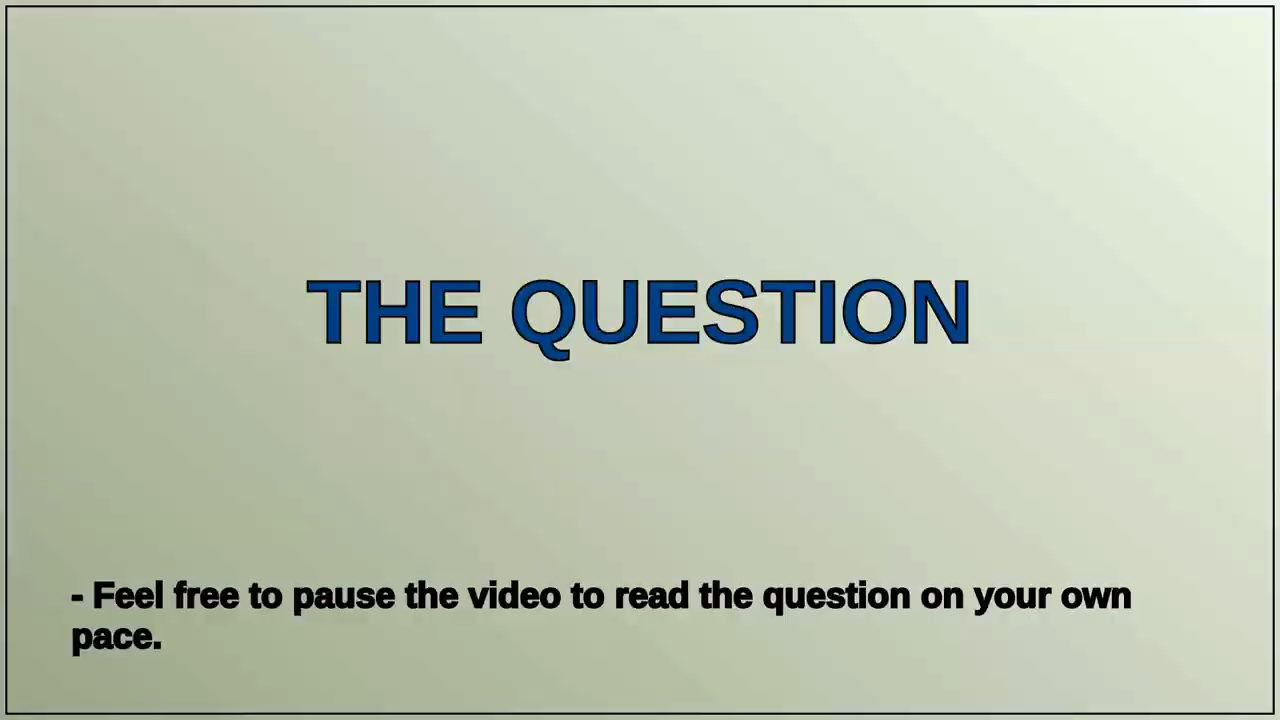 THE QUESTION
- Feel free to pause the video to read the question on your own
pace.